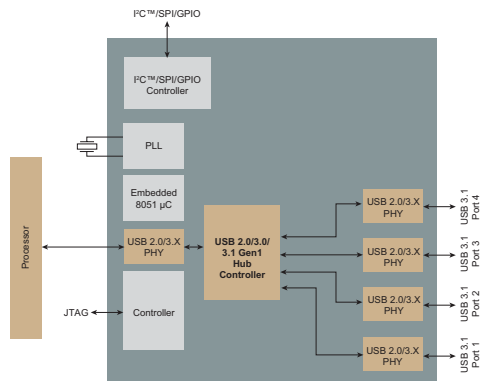 I²C™/SPI/GPIO
I²C™/SPI/GPIO
Controller
PLL
Embedded
8051 µC
USB 2.0/3.X
PHY
Processor
JTAG
Controller
USB 2.0/3.0/
3.1 Gen1
Hub
Controller
USB 2.0/3.X
PHY
USB 3.1
Port 4
USB 2.0/3.X
PHY
USB 3.1
Port 3
USB 2.0/3.X
PHY
USB 3.1
Port 2
USB 2.0/3.X
PHY
USB 3.1
Port 1